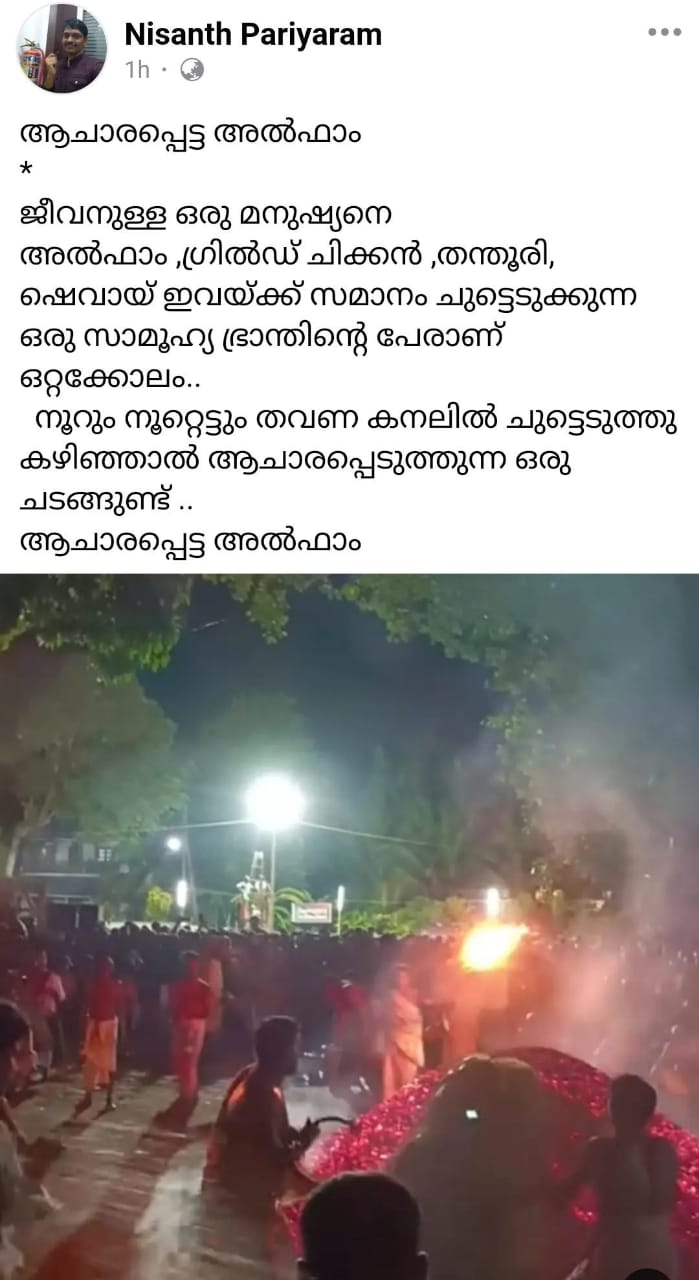 Nisanth Pariyaram
1h ·
ആചാരപ്പെട്ട അൽഫാം
*
ജീവനുള്ള ഒരു മനുഷ്യനെ
അൽഫാം ,ഗ്രിൽഡ് ചിക്കൻ ,തന്തൂരി,
ഷെവായ് ഇവയ്ക്ക് സമാനം ചുട്ടെടുക്കുന്ന
ഒരു സാമൂഹ്യ ഭ്രാന്തിന്റെ പേരാണ്
ഒറ്റക്കോലം..
നൂറും നൂറ്റെട്ടും തവണ കനലിൽ ചുട്ടെടുത്തു
കഴിഞ്ഞാൽ ആചാരപ്പെടുത്തുന്ന ഒരു
ചടങ്ങുണ്ട് ..
ആചാരപ്പെട്ട അൽഫാം